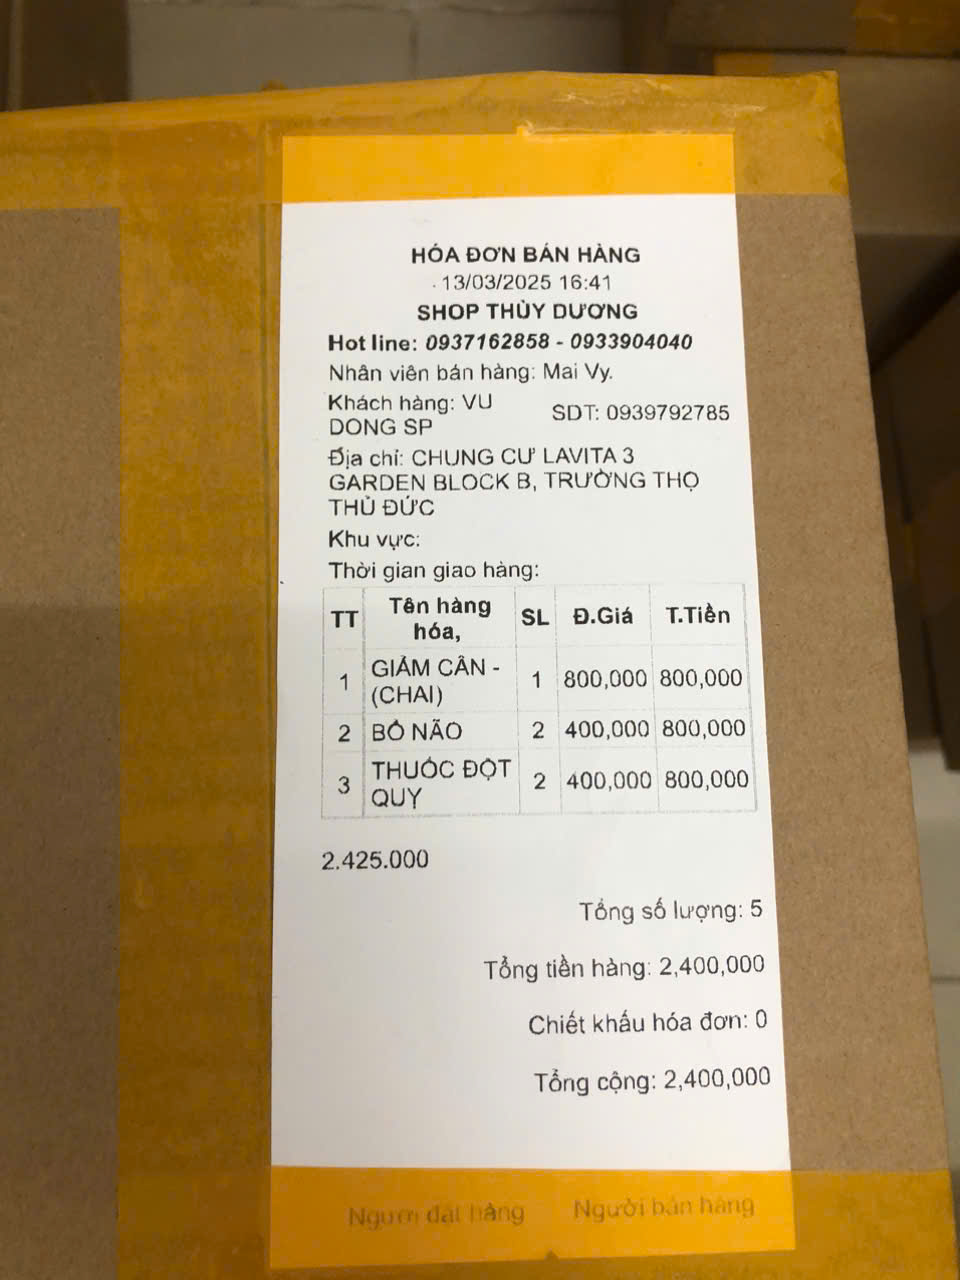 HÓA ĐƠN BÁN HÀNG
13/03/2025 16:41
SHOP THÙY DƯƠNG
Hot line: 0937162858 - 0933904040
Nhân viên bán hàng: Mai Vy.
Khách hàng: VU DONG SP SDT: 0939792785
Địa chỉ: CHUNG CƯ LAVITA 3
GARDEN BLOCK B, TRƯỜNG THỌ
THỦ ĐỨC
Khu vực:
Thời gian giao hàng:
TT Tên hàng hóa, SL Đ.Giá T.Tiền
1 GIẢM CÂN - (CHAI) 1 800,000 800,000
2 BỔ NÃO 2 400,000 800,000
3 THUỐC ĐỘT QUỴ 2 400,000 800,000
2.425.000
Tổng số lượng: 5
Tổng tiền hàng: 2,400,000
Chiết khấu hóa đơn: 0
Tổng cộng: 2,400,000
Người đặt hàng Người bán hàng